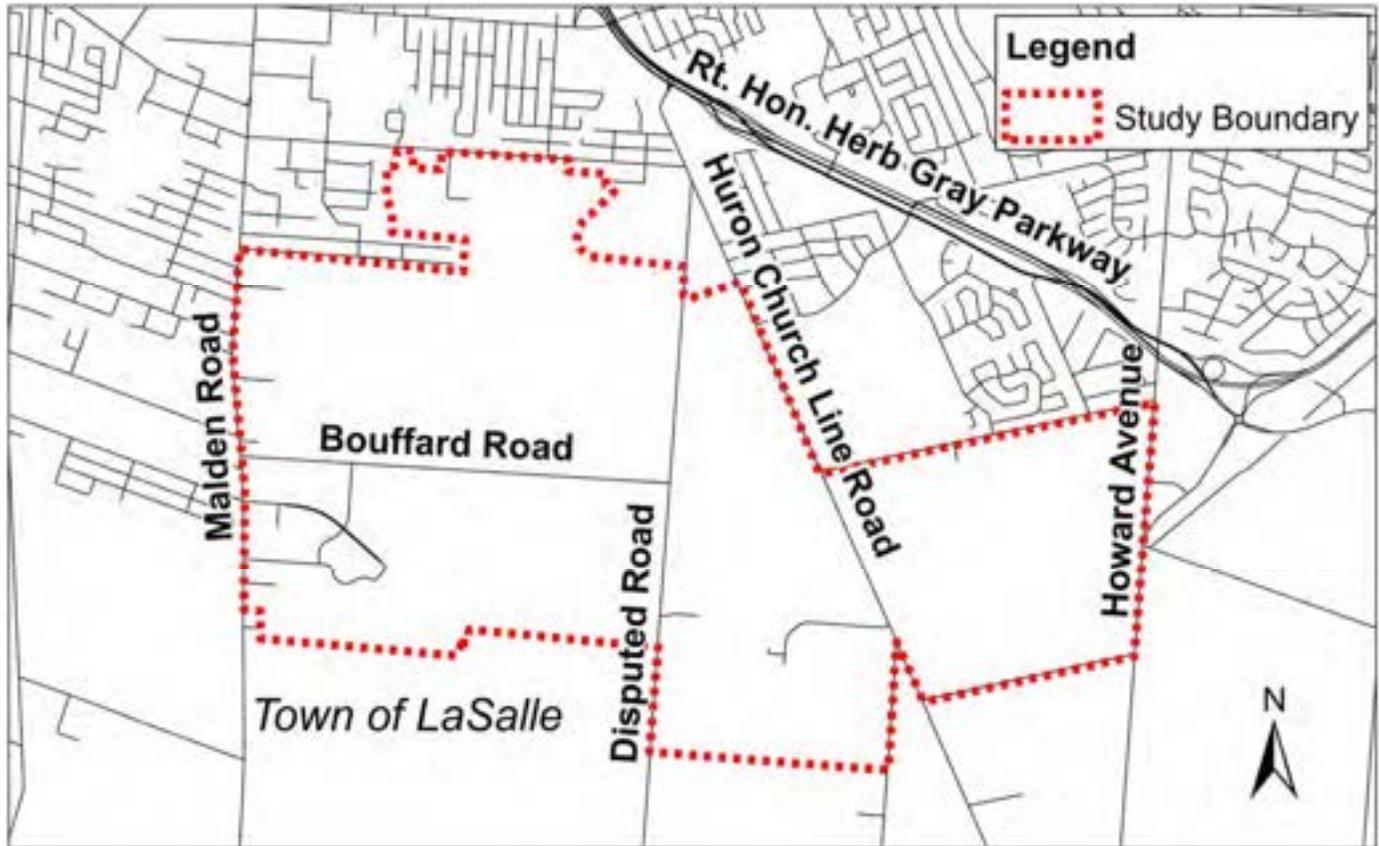 Legend
Study Boundary
Rt. Hon. Herb Gray Parkway
Huron Church Line Road
Malden Road
Bouffard Road
Howard Avenue
Disputed Road
Town of LaSalle
N